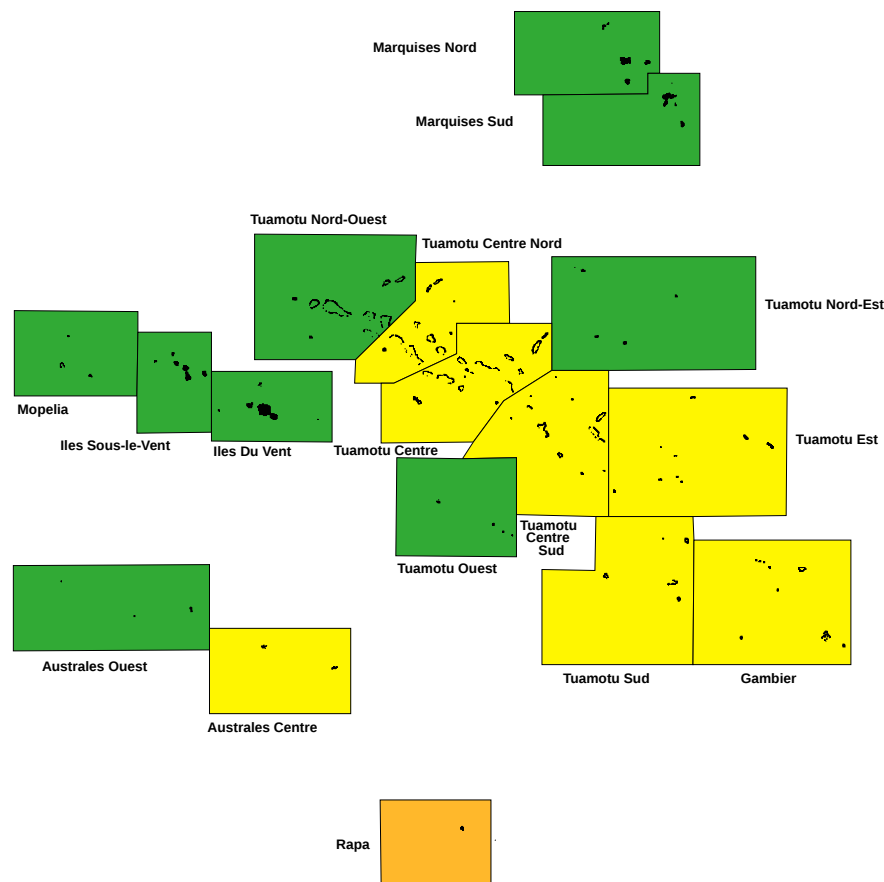 Marquises Nord
Marquises Sud
Tuamotu Nord-Ouest
Tuamotu Centre Nord
Tuamotu Nord-Est
Mopelia
Iles Sous-le-Vent
Iles Du Vent
Tuamotu Centre
Tuamotu Est
Tuamotu
Centre
Sud
Tuamotu Ouest
Australes Ouest
Tuamotu Sud
Gambier
Australes Centre
Rapa